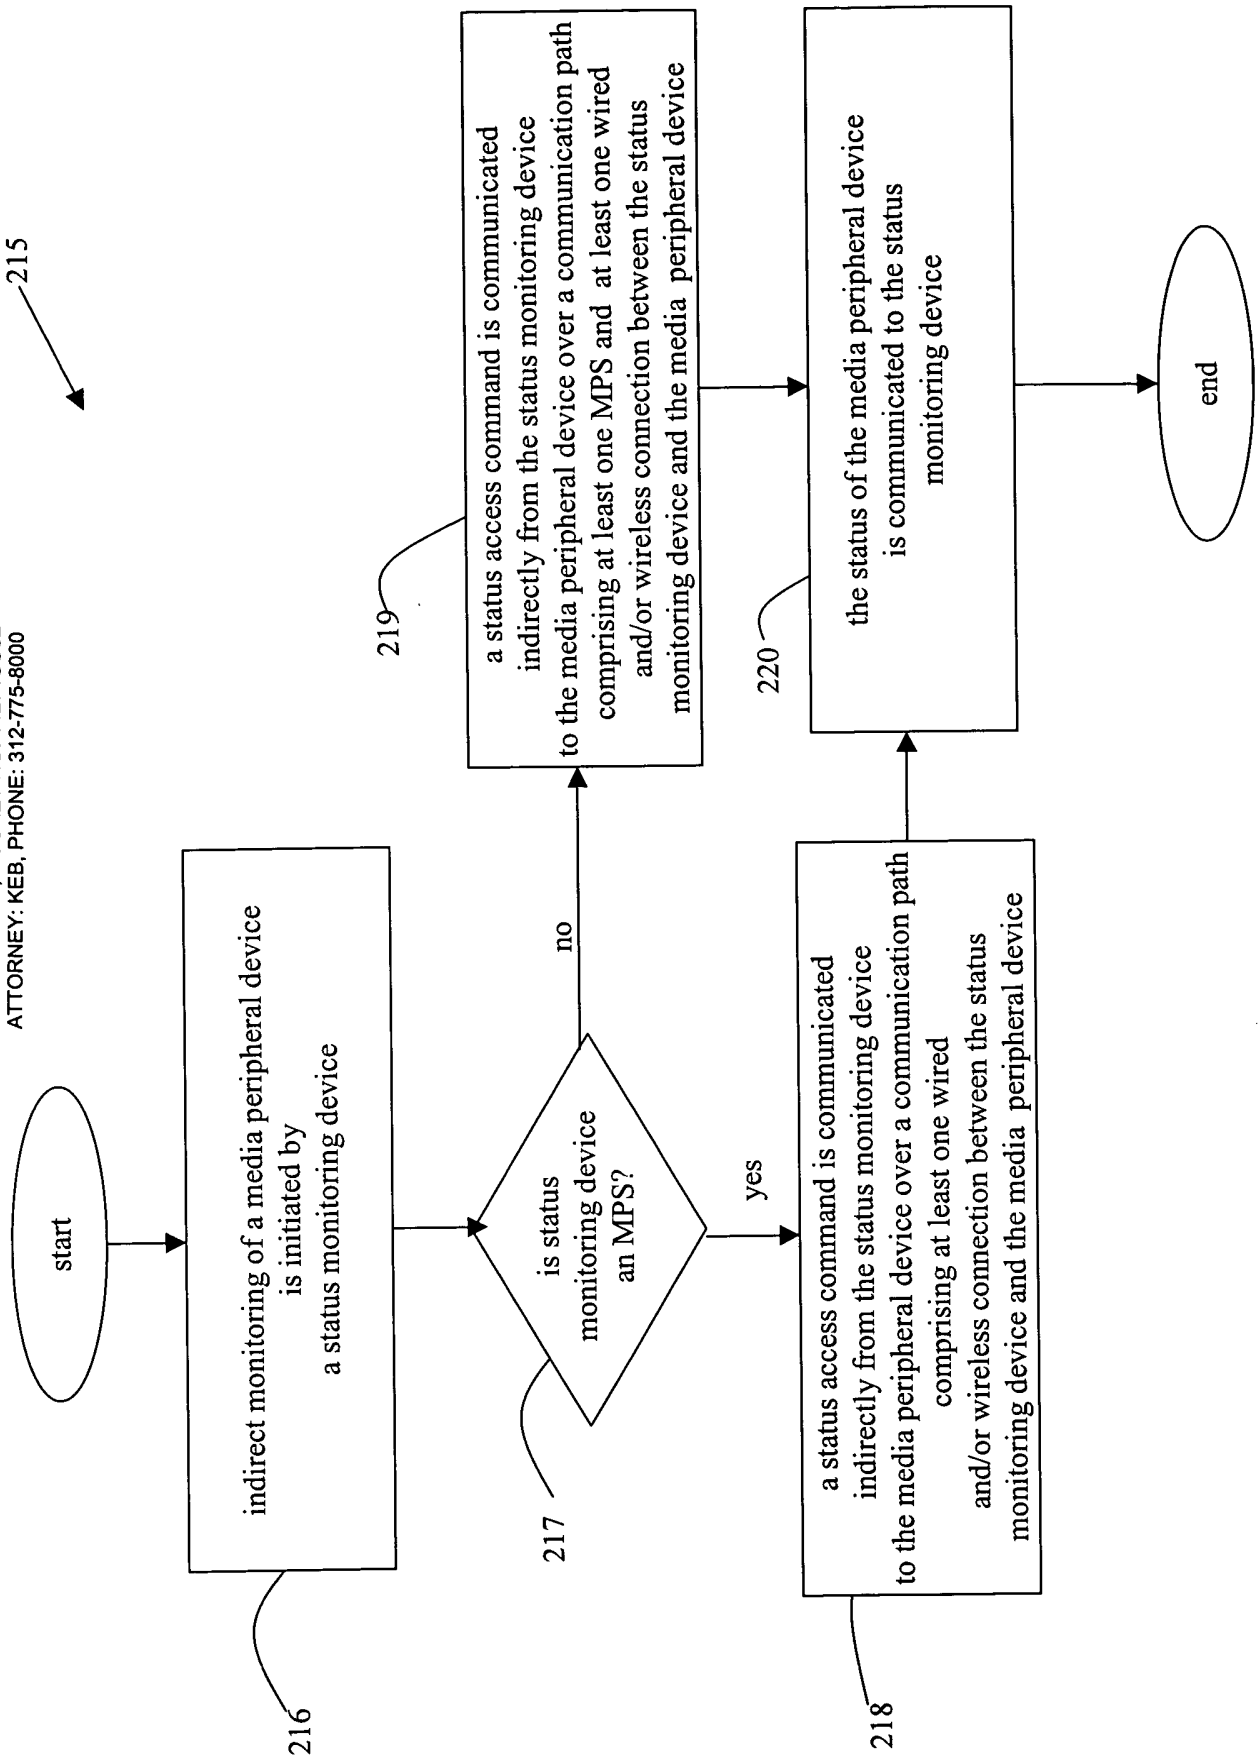 ATTORNEY: KEB, PHONE: 312-775-8000
215
start
indirect monitoring of a media peripheral device
is initiated by
a status monitoring device
216
is status
monitoring device
an MPS?
217
no
yes
a status access command is communicated
indirectly from the status monitoring device
to the media peripheral device over a communication path
comprising at least one MPS and at least one wired
and/or wireless connection between the status
monitoring device and the media peripheral device
219
a status access command is communicated
indirectly from the status monitoring device
to the media peripheral device over a communication path
comprising at least one wired
and/or wireless connection between the status
monitoring device and the media peripheral device
218
the status of the media peripheral device
is communicated to the status
monitoring device
220
end